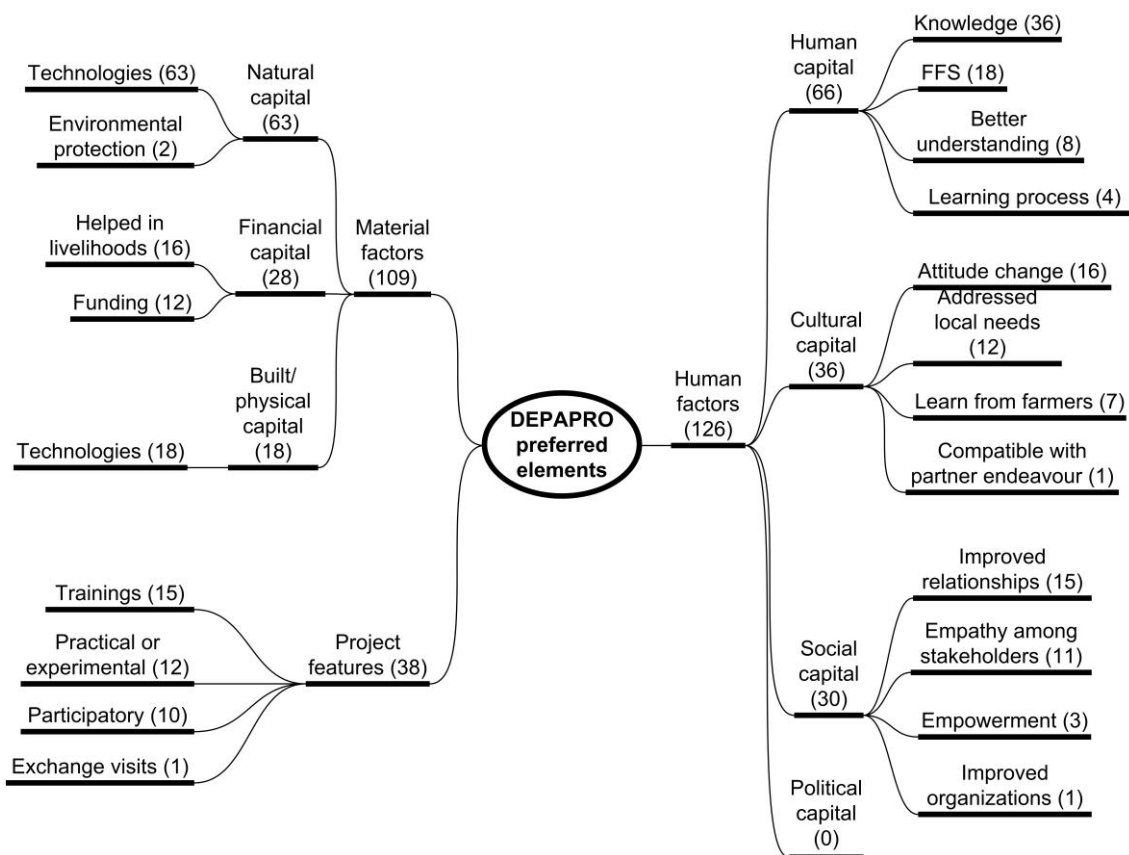 Technologies (63)
Environmental
protection (2)
Natural
capital
(63)
Helped in
livelihoods (16)
Funding (12)
Financial
capital
(28)
Technologies (18)
Built/
physical
capital
(18)
Material
factors
(109)
Trainings (15)
Practical or
experimental (12)
Participatory (10)
Exchange visits (1)
Project
features (38)
DEPAPRO
preferred
elements
Human
factors
(126)
Human
capital
(66)
Knowledge (36)
FFS (18)
Better
understanding (8)
Learning process (4)
Cultural
capital
(36)
Attitude change (16)
Addressed
local needs
(12)
Learn from farmers (7)
Compatible with
partner endeavour (1)
Social
capital
(30)
Improved
relationships (15)
Empathy among
stakeholders (11)
Empowerment (3)
Improved
organizations (1)
Political
capital
(0)